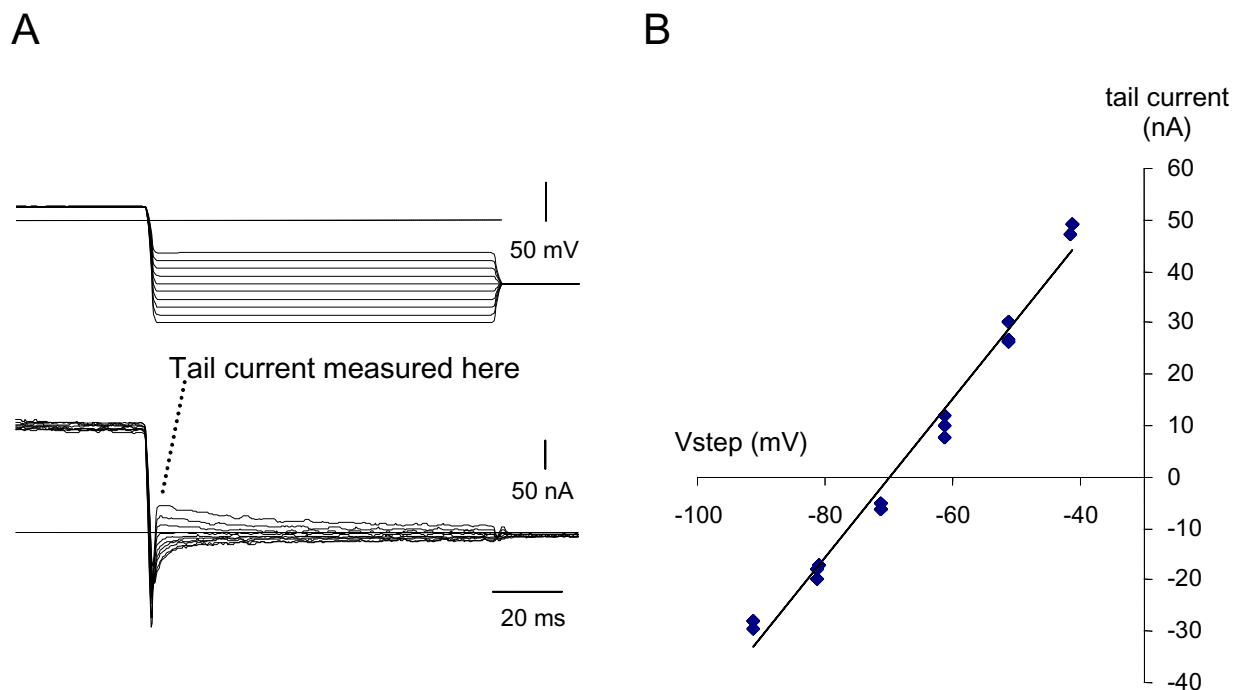 A
50 mV
Tail current measured here
50 nA
20 ms
B
tail current
(nA)
60
50
40
30
20
10
0
-10
-20
-30
-40
Vstep (mV)
-100
-80
-60
-40